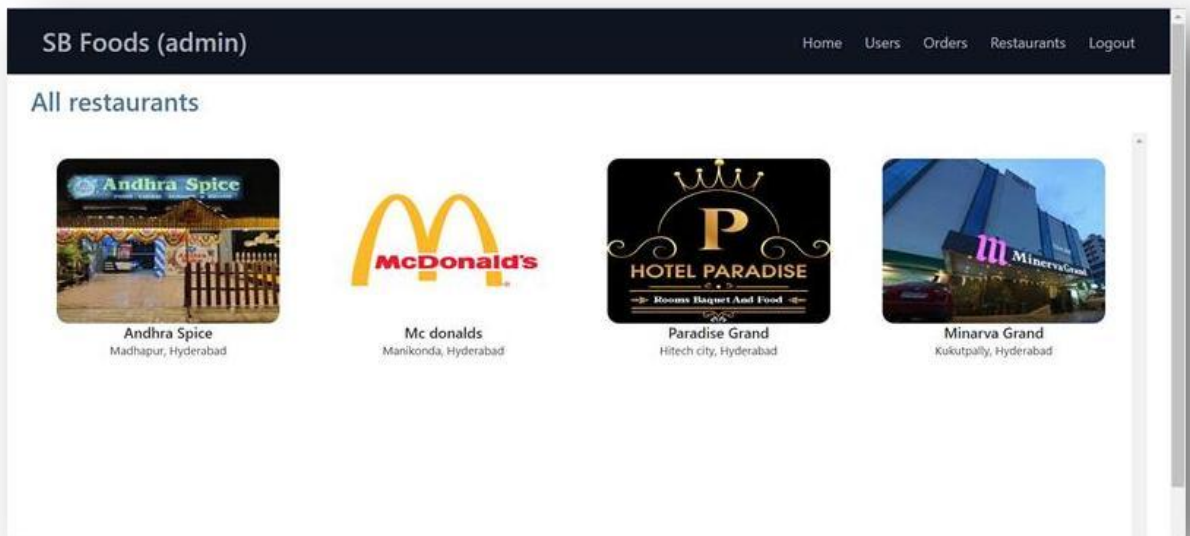 SB Foods (admin)
Home Users Orders Restaurants Logout
All restaurants
Andhra Spice
McDonald's
P
HOTEL PARADISE
Rooms Baquet And Food
m Minerva Grand
Andhra Spice
Madhapur, Hyderabad
Mc donalds
Manikonda, Hyderabad
Paradise Grand
Hitech city, Hyderabad
Minarva Grand
Kukutpally, Hyderabad